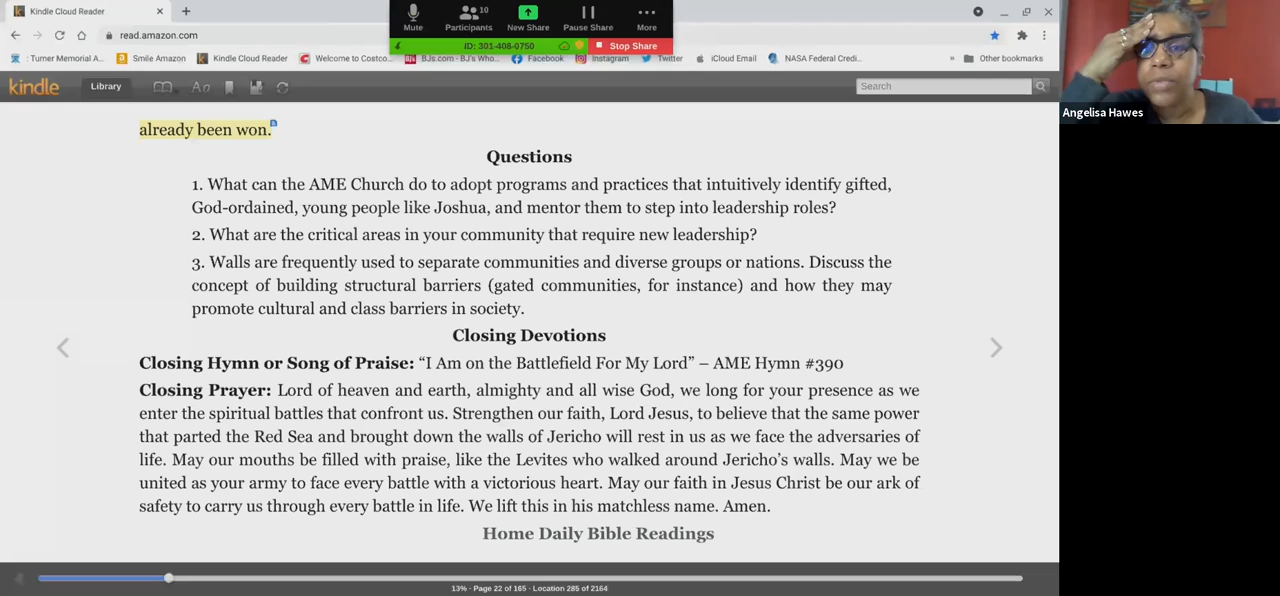 Kindle Cloud Reader
Mute
Participants
10
New Share
Pause Share
More
ID: 301-408-0750
Stop Share
read.amazon.com
: Turner Memorial A...
Smile Amazon
Kindle Cloud Reader
Welcome to Costco...
BJs.com - BJ's Who...
Facebook
Instagram
Twitter
iCloud Email
NASA Federal Credi...
Other bookmarks
kindle
Library
Aa
Search
Angelisa Hawes
already been won.
Questions
1. What can the AME Church do to adopt programs and practices that intuitively identify gifted,
God-ordained, young people like Joshua, and mentor them to step into leadership roles?
2. What are the critical areas in your community that require new leadership?
3. Walls are frequently used to separate communities and diverse groups or nations. Discuss the
concept of building structural barriers (gated communities, for instance) and how they may
promote cultural and class barriers in society.
Closing Devotions
Closing Hymn or Song of Praise: “I Am on the Battlefield For My Lord” – AME Hymn #390
Closing Prayer: Lord of heaven and earth, almighty and all wise God, we long for your presence as we
enter the spiritual battles that confront us. Strengthen our faith, Lord Jesus, to believe that the same power
that parted the Red Sea and brought down the walls of Jericho will rest in us as we face the adversaries of
life. May our mouths be filled with praise, like the Levites who walked around Jericho’s walls. May we be
united as your army to face every battle with a victorious heart. May our faith in Jesus Christ be our ark of
safety to carry us through every battle in life. We lift this in his matchless name. Amen.
Home Daily Bible Readings
13% · Page 22 of 165 · Location 285 of 2164